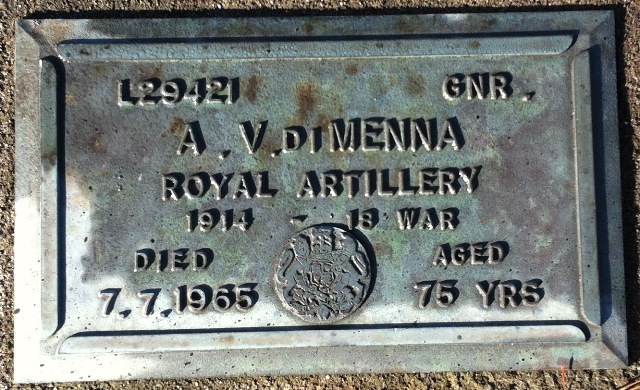 L29421 GNR.
A. V. DI MENNA
ROYAL ARTILLERY
1914 - 18 WAR
DIED AGED
7.7.1965 75 YRS